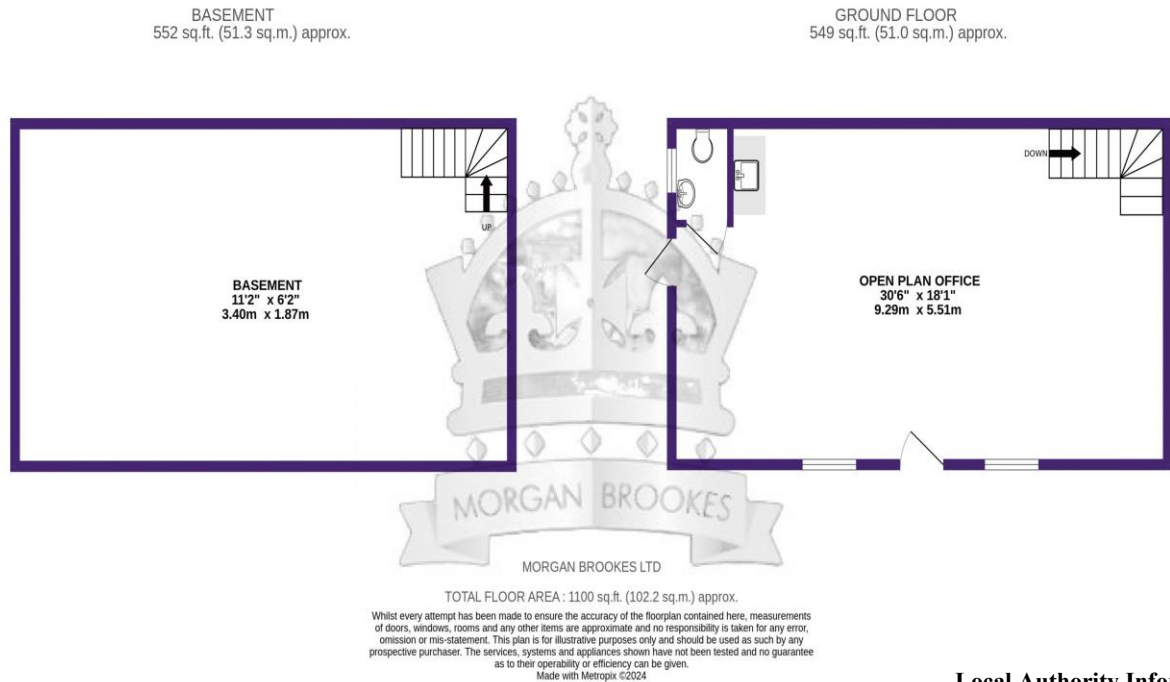 BASEMENT
552 sq.ft. (51.3 sq.m.) approx.
GROUND FLOOR
549 sq.ft. (51.0 sq.m.) approx.
DOWN
UP
BASEMENT
11'2" x 6'2"
3.40m x 1.87m
OPEN PLAN OFFICE
30'6" x 18'1"
9.29m x 5.51m
MORGAN BROOKES
MORGAN BROOKES LTD
TOTAL FLOOR AREA : 1100 sq.ft. (102.2 sq.m.) approx.
Whilst every attempt has been made to ensure the accuracy of the floorplan contained here, measurements
of doors, windows, rooms and any other items are approximate and no responsibility is taken for any error,
omission or mis-statement. This plan is for illustrative purposes only and should be used as such by any
prospective purchaser. The services, systems and appliances shown have not been tested and no guarantee
as to their operability or efficiency can be given.
Made with Metropix ©2024
Local Authority Infor